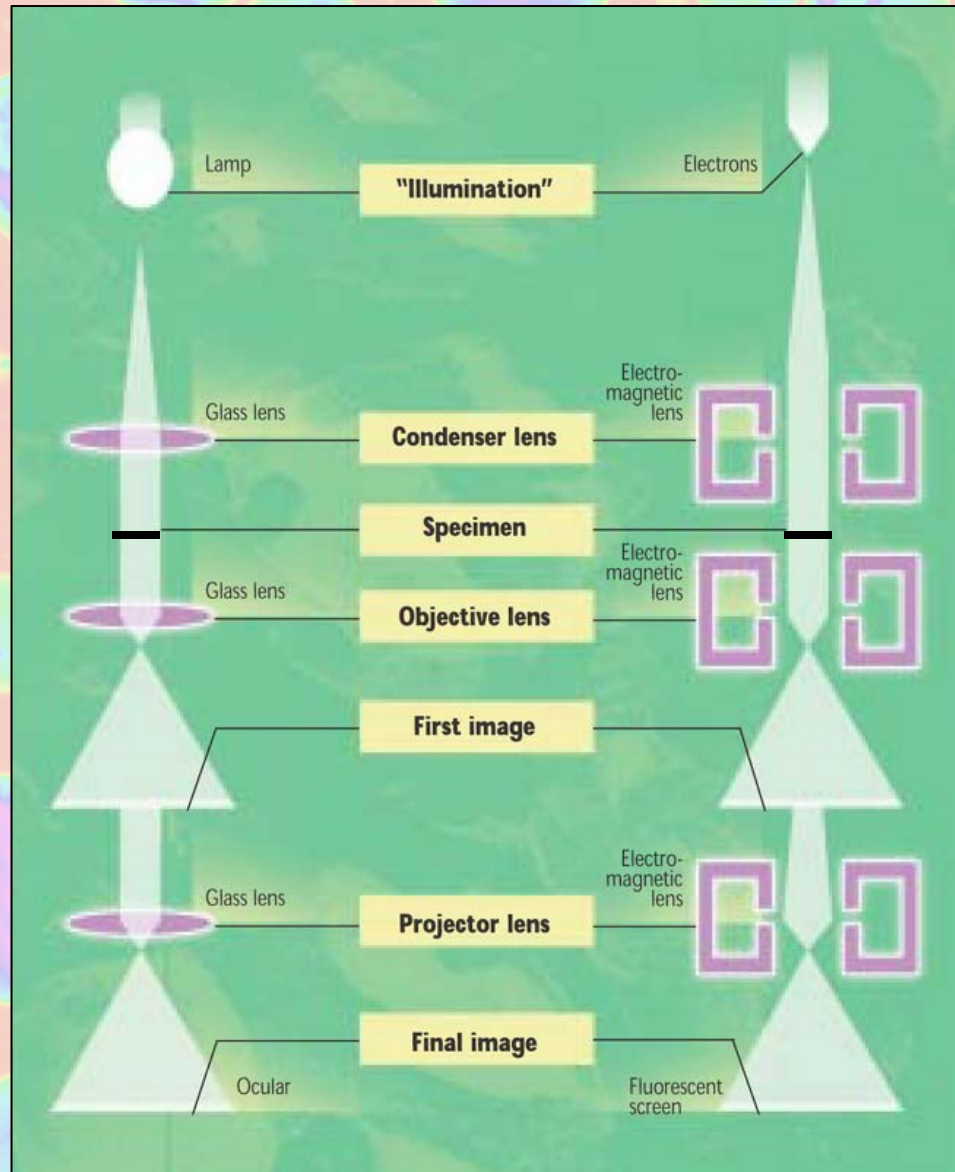 Lamp
"Illumination"
Electrons
Glass lens
Condenser lens
Electro-
magnetic
lens
Specimen
Glass lens
Objective lens
Electro-
magnetic
lens
First image
Glass lens
Projector lens
Electro-
magnetic
lens
Final image
Ocular
Fluorescent
screen